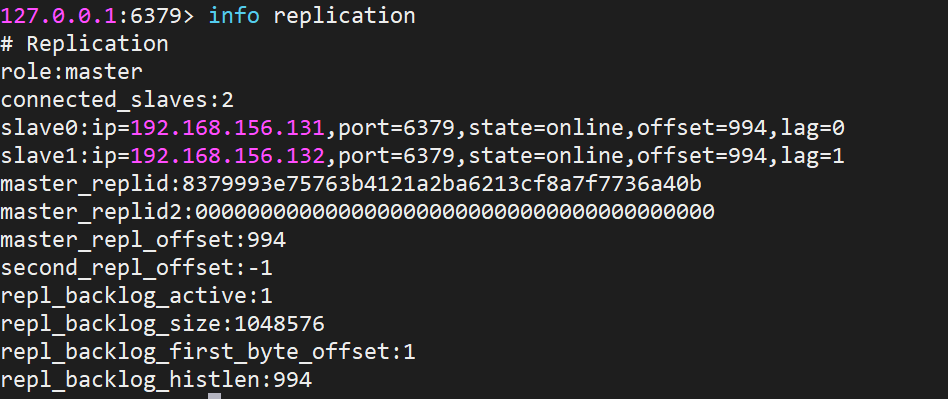 127.0.0.1:6379> info replication
# Replication
role:master
connected_slaves:2
slave0:ip=192.168.156.131,port=6379,state=online,offset=994,lag=0
slave1:ip=192.168.156.132,port=6379,state=online,offset=994,lag=1
master_replid:8379993e75763b4121a2ba6213cf8a7f7736a40b
master_replid2:0000000000000000000000000000000000000000
master_repl_offset:994
second_repl_offset:-1
repl_backlog_active:1
repl_backlog_size:1048576
repl_backlog_first_byte_offset:1
repl_backlog_histlen:994